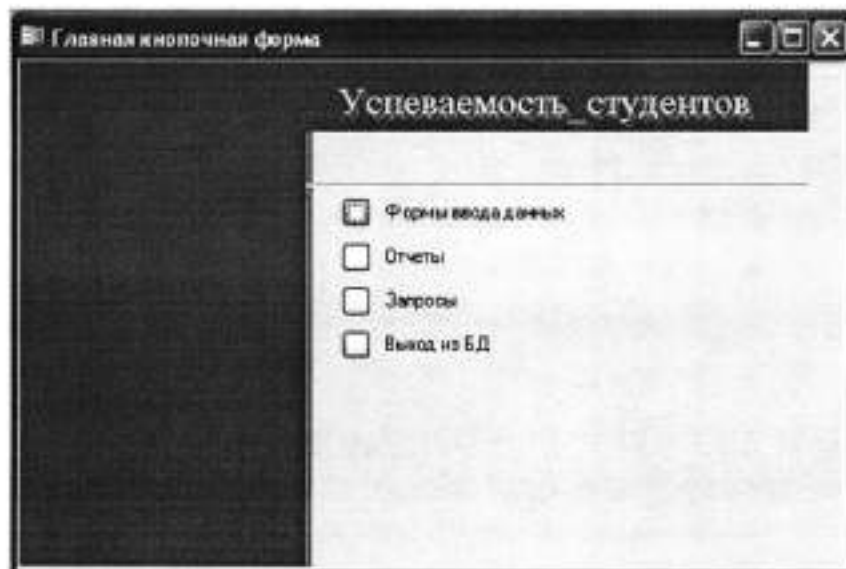 Главная кнопочная форма
Успеваемость_студентов
Формы ввода данных
Отчеты
Запросы
Выход из БД